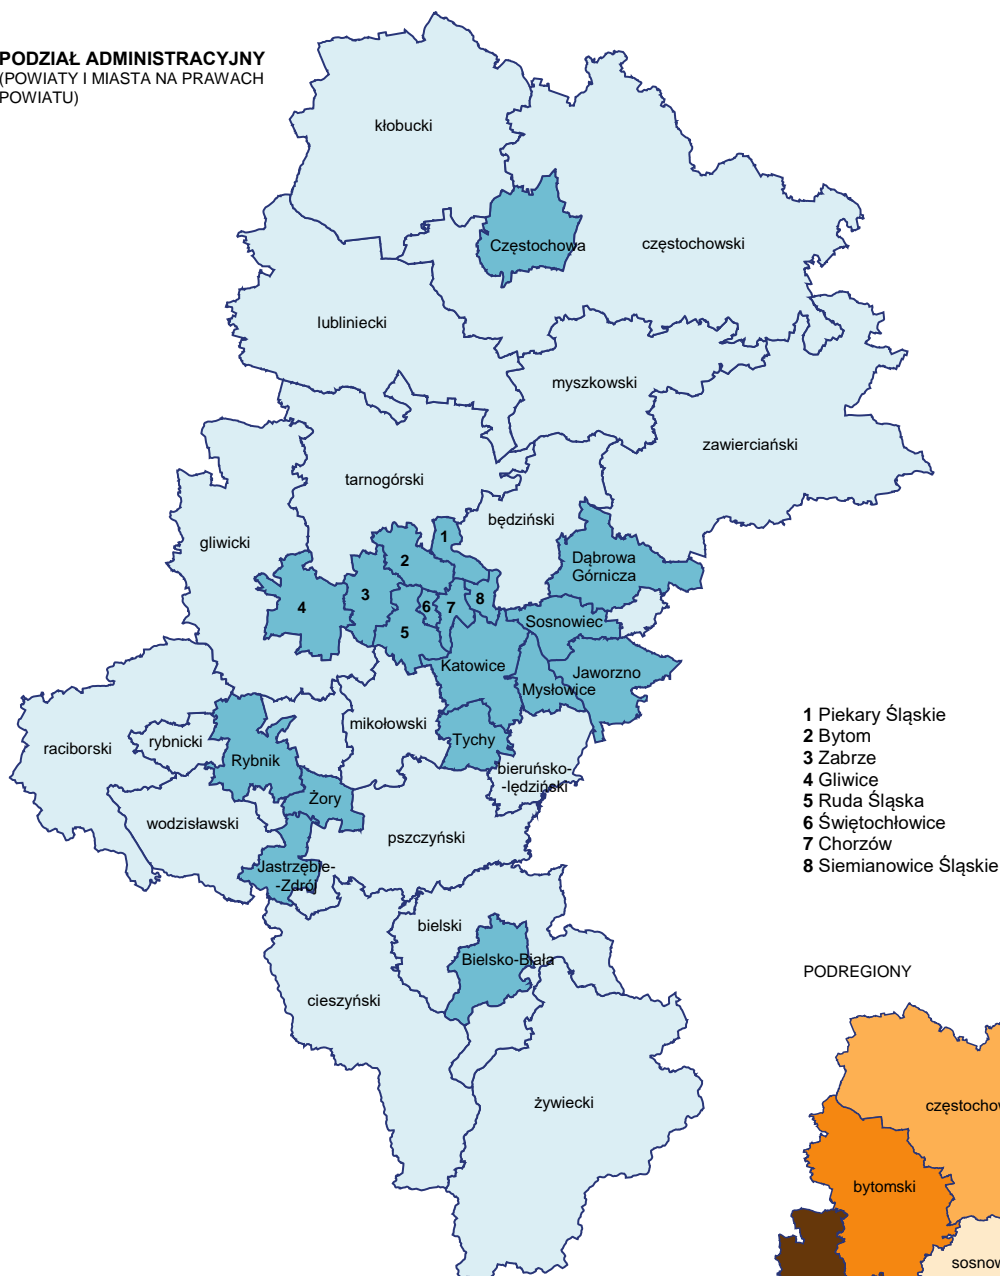 PODZIAŁ ADMINISTRACYJNY
(POWIATY I MIASTA NA PRAWACH
POWIATU)
kłobucki
Częstochowa
częstochowski
lubliniecki
myszkowski
zawierciański
tarnogórski
będziński
gliwicki
1
2
3
4
5
6
7
8
Dąbrowa
Górnicza
Sosnowiec
Katowice
Mysłowice
Jaworzno
mikołowski
Tychy
bieruńsko-
-lędziński
raciborski
rybnicki
Rybnik
Żory
wodzisławski
pszczyński
Jastrzębie-
-Zdrój
bielski
Bielsko-Biała
cieszyński
żywiecki
1 Piekary Śląskie
2 Bytom
3 Zabrze
4 Gliwice
5 Ruda Śląska
6 Świętochłowice
7 Chorzów
8 Siemianowice Śląskie
PODREGIONY
częstochow
bytomski
sosnow